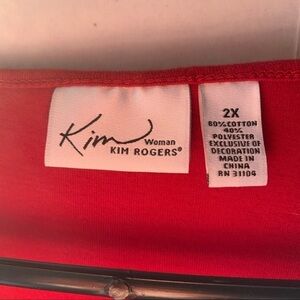 Kim
Woman
KIM ROGERS®
2X
60% COTTON
40%
POLYESTER
EXCLUSIVE OF
DECORATION
MADE IN
CHINA
RN 31104